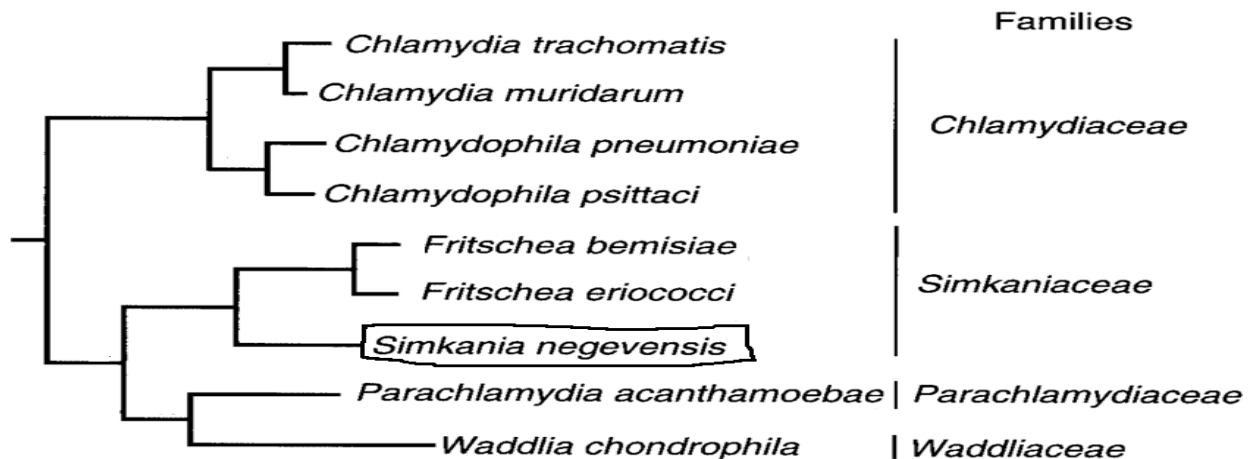 Families
Chlamydia trachomatis
Chlamydia muridarum
Chlamydiaceae
Chlamydophila pneumoniae
Chlamydophila psittaci
Fritschea bemisiae
Simkaniaceae
Fritschea eriococci
Simkania negevensis
Parachlamydia acanthamoebae Parachlamydiaceae
Waddlia chondrophila Waddliaceae